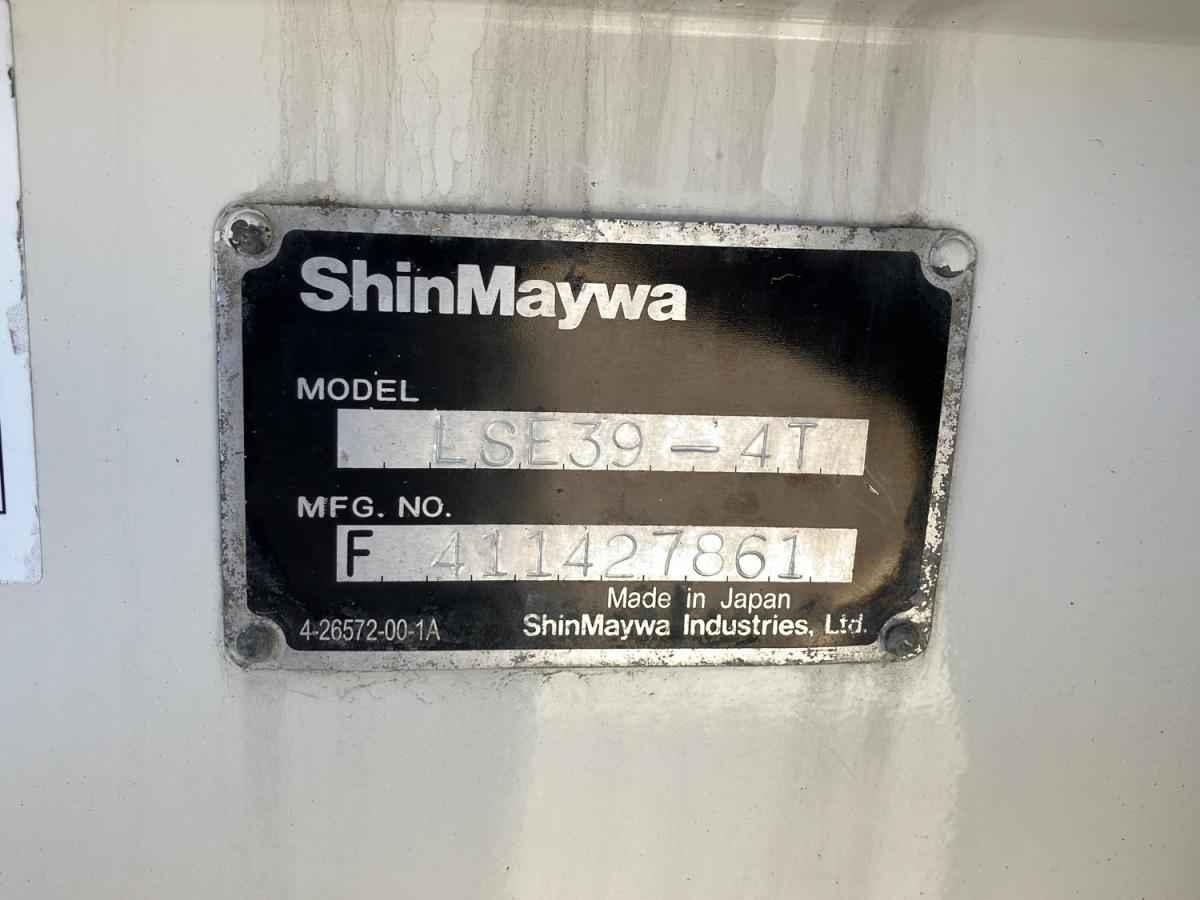 ShinMaywa
MODEL
LSE39-4T
MFG. NO.
F 411427861
Made in Japan
4-26572-00-1A ShinMaywa Industries, Ltd.